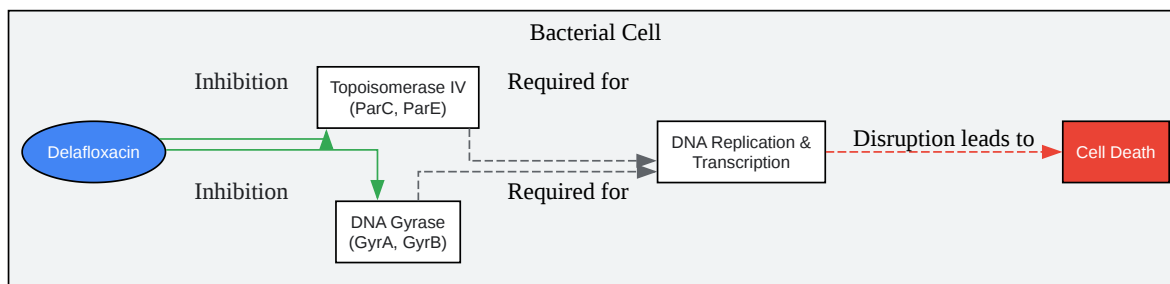 Bacterial Cell
Inhibition
Topoisomerase IV
(ParC, ParE)
Required for
Delafloxacin
DNA Replication &
Transcription
Disruption leads to
Cell Death
Inhibition
DNA Gyrase
(GyrA, GyrB)
Required for